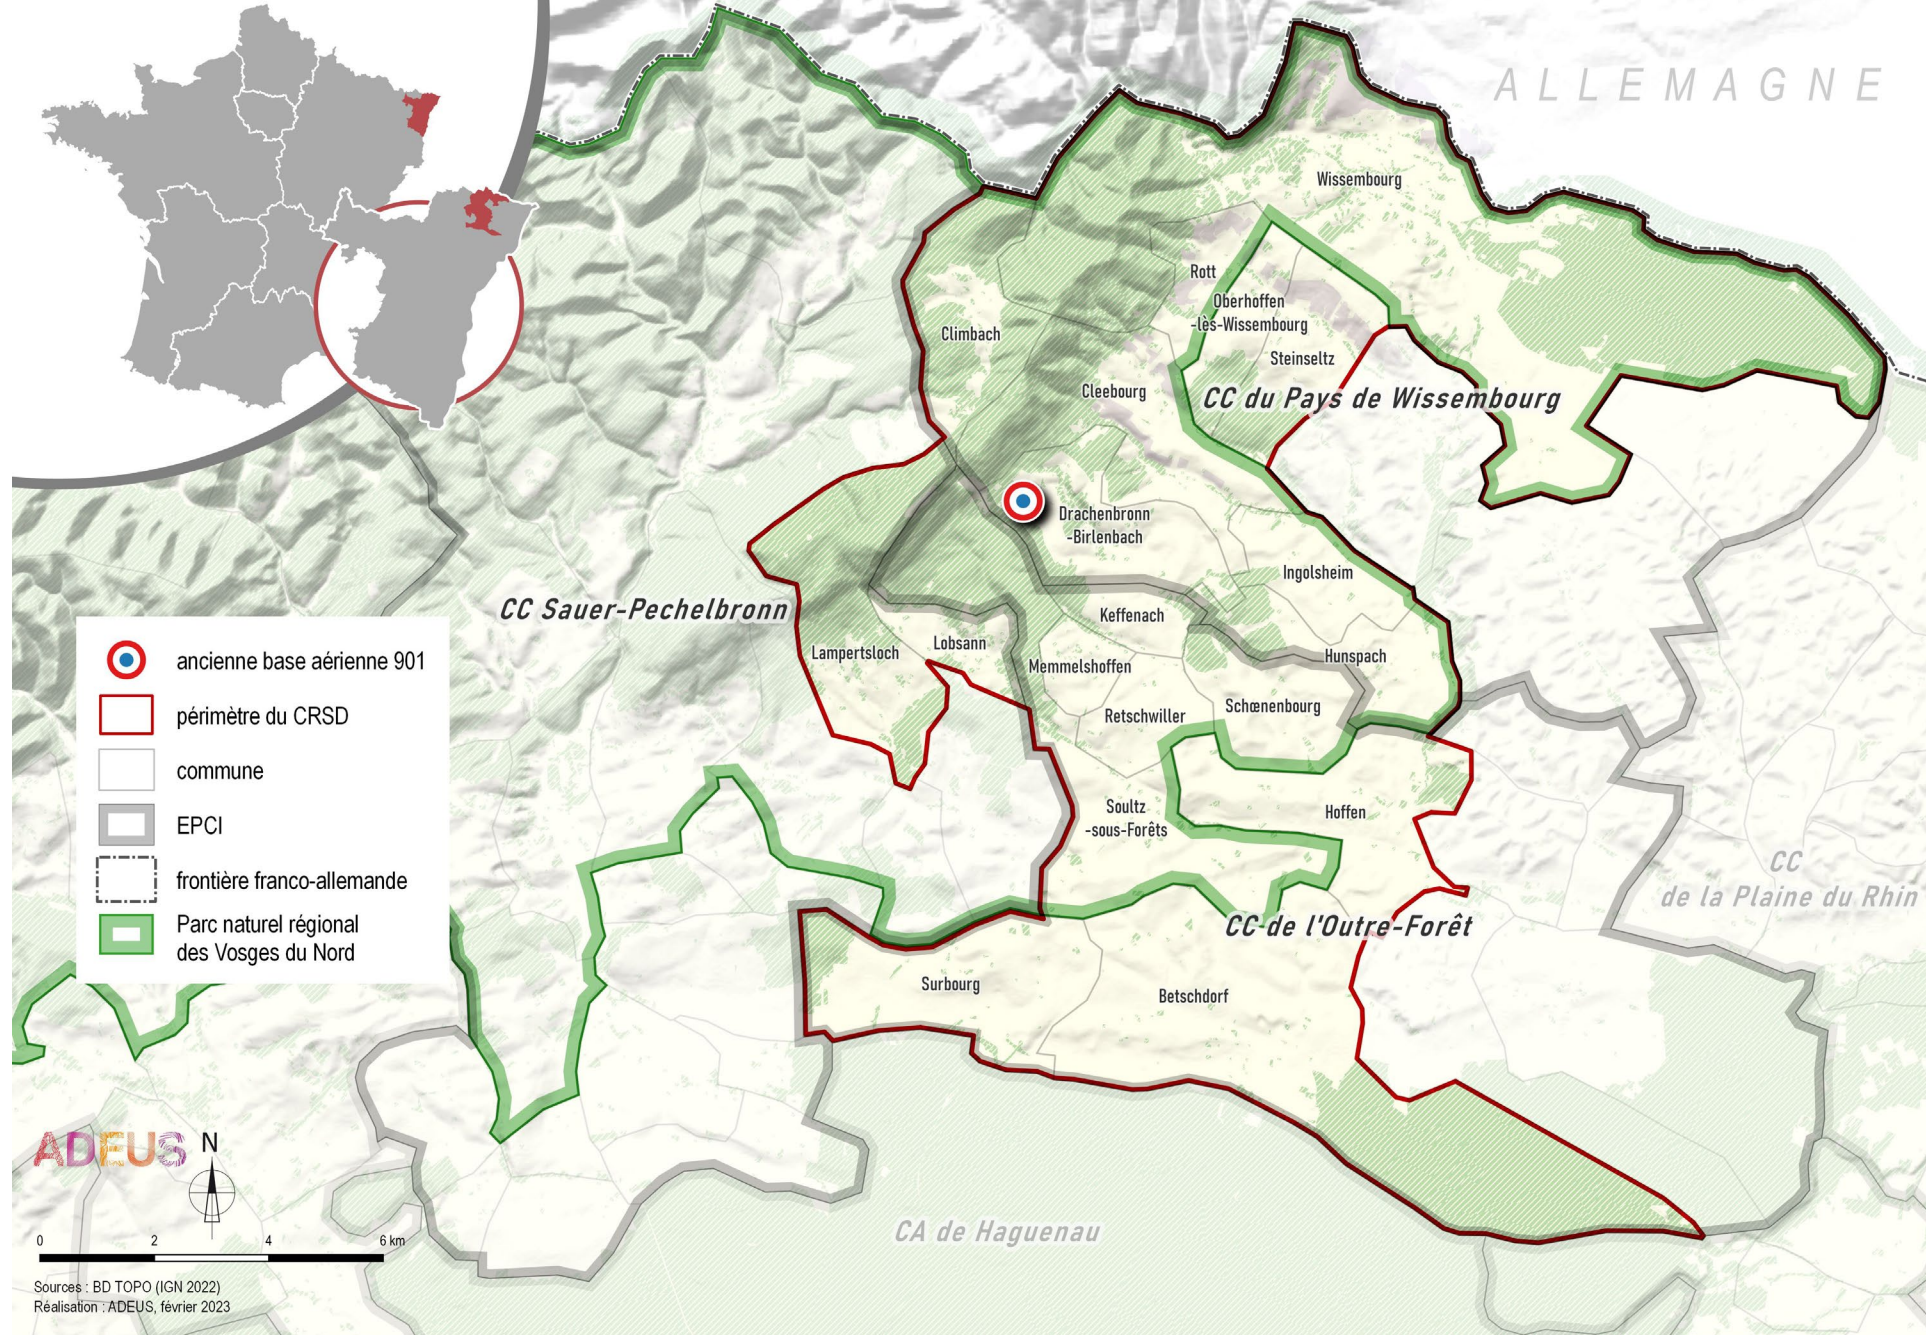 ALLEMAGNE
Wissembourg
Rott
Oberhoffen
-lès-Wissembourg
Climbach
Steinseltz
Cleebourg
CC du Pays de Wissembourg
Drachenbronn
-Birlenbach
Ingolsheim
CC Sauer-Pechelbronn
Keffenach
Lobsann
Lampertsloch
Memmelshoffen
Hunspach
Schœnenbourg
Retschwiller
Soultz
-sous-Forêts
Hoffen
CC
de la Plaine du Rhin
CC de l'Outre-Forêt
Surbourg
Betschdorf
CA de Haguenau
ancienne base aérienne 901
périmètre du CRSD
commune
EPCI
frontière franco-allemande
Parc naturel régional
des Vosges du Nord
ADEUS
N
0 2 4 6 km
Sources : BD TOPO (IGN 2022)
Réalisation : ADEUS, février 2023